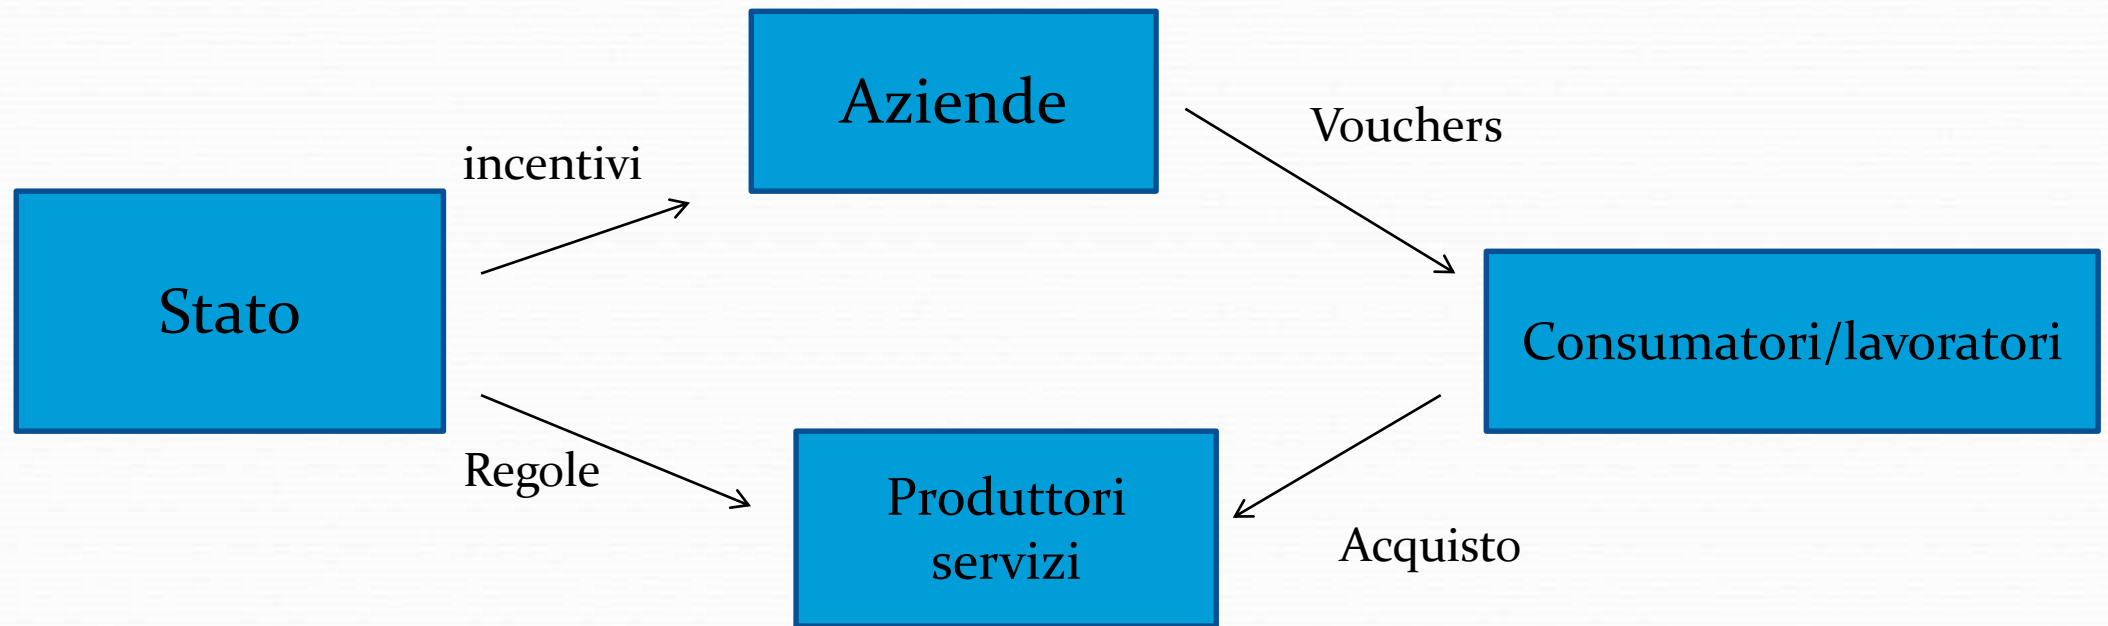 Aziende
Vouchers
incentivi
Stato
Consumatori/lavoratori
Regole
Produttori
servizi
Acquisto